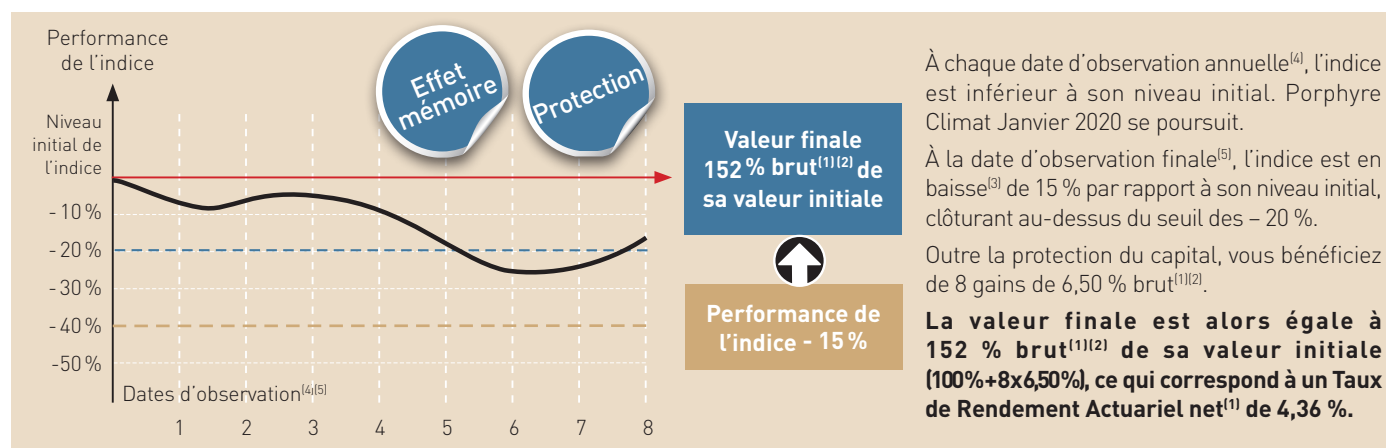 Performance
de l'indice
Effet
mémoire
Protection
Niveau
initial de
l'indice
- 10 %
- 20 %
- 30 %
- 40 %
-50 %
Dates d'observation(4)(5)
1 2 3 4 5 6 7 8
Valeur finale
152 % brut(1)(2) de
sa valeur initiale
Performance de
l'indice - 15 %
À chaque date d'observation annuelle(4), l'indice
est inférieur à son niveau initial. Porphyre
Climat Janvier 2020 se poursuit.
À la date d'observation finale(5), l'indice est en
baisse(3) de 15 % par rapport à son niveau initial,
clôturant au-dessus du seuil des – 20 %.
Outre la protection du capital, vous bénéficiez
de 8 gains de 6,50 % brut(1)(2).
La valeur finale est alors égale à
152 % brut(1)(2) de sa valeur initiale
(100%+8x6,50%), ce qui correspond à un Taux
de Rendement Actuariel net(1) de 4,36 %.